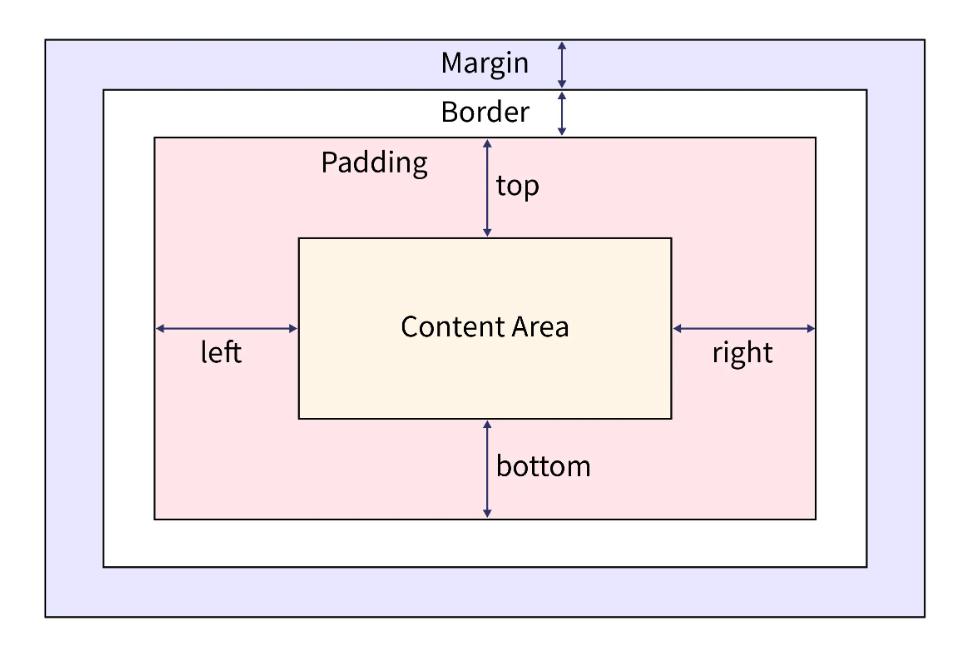 Margin
Border
Padding
top
Content Area
left
right
bottom